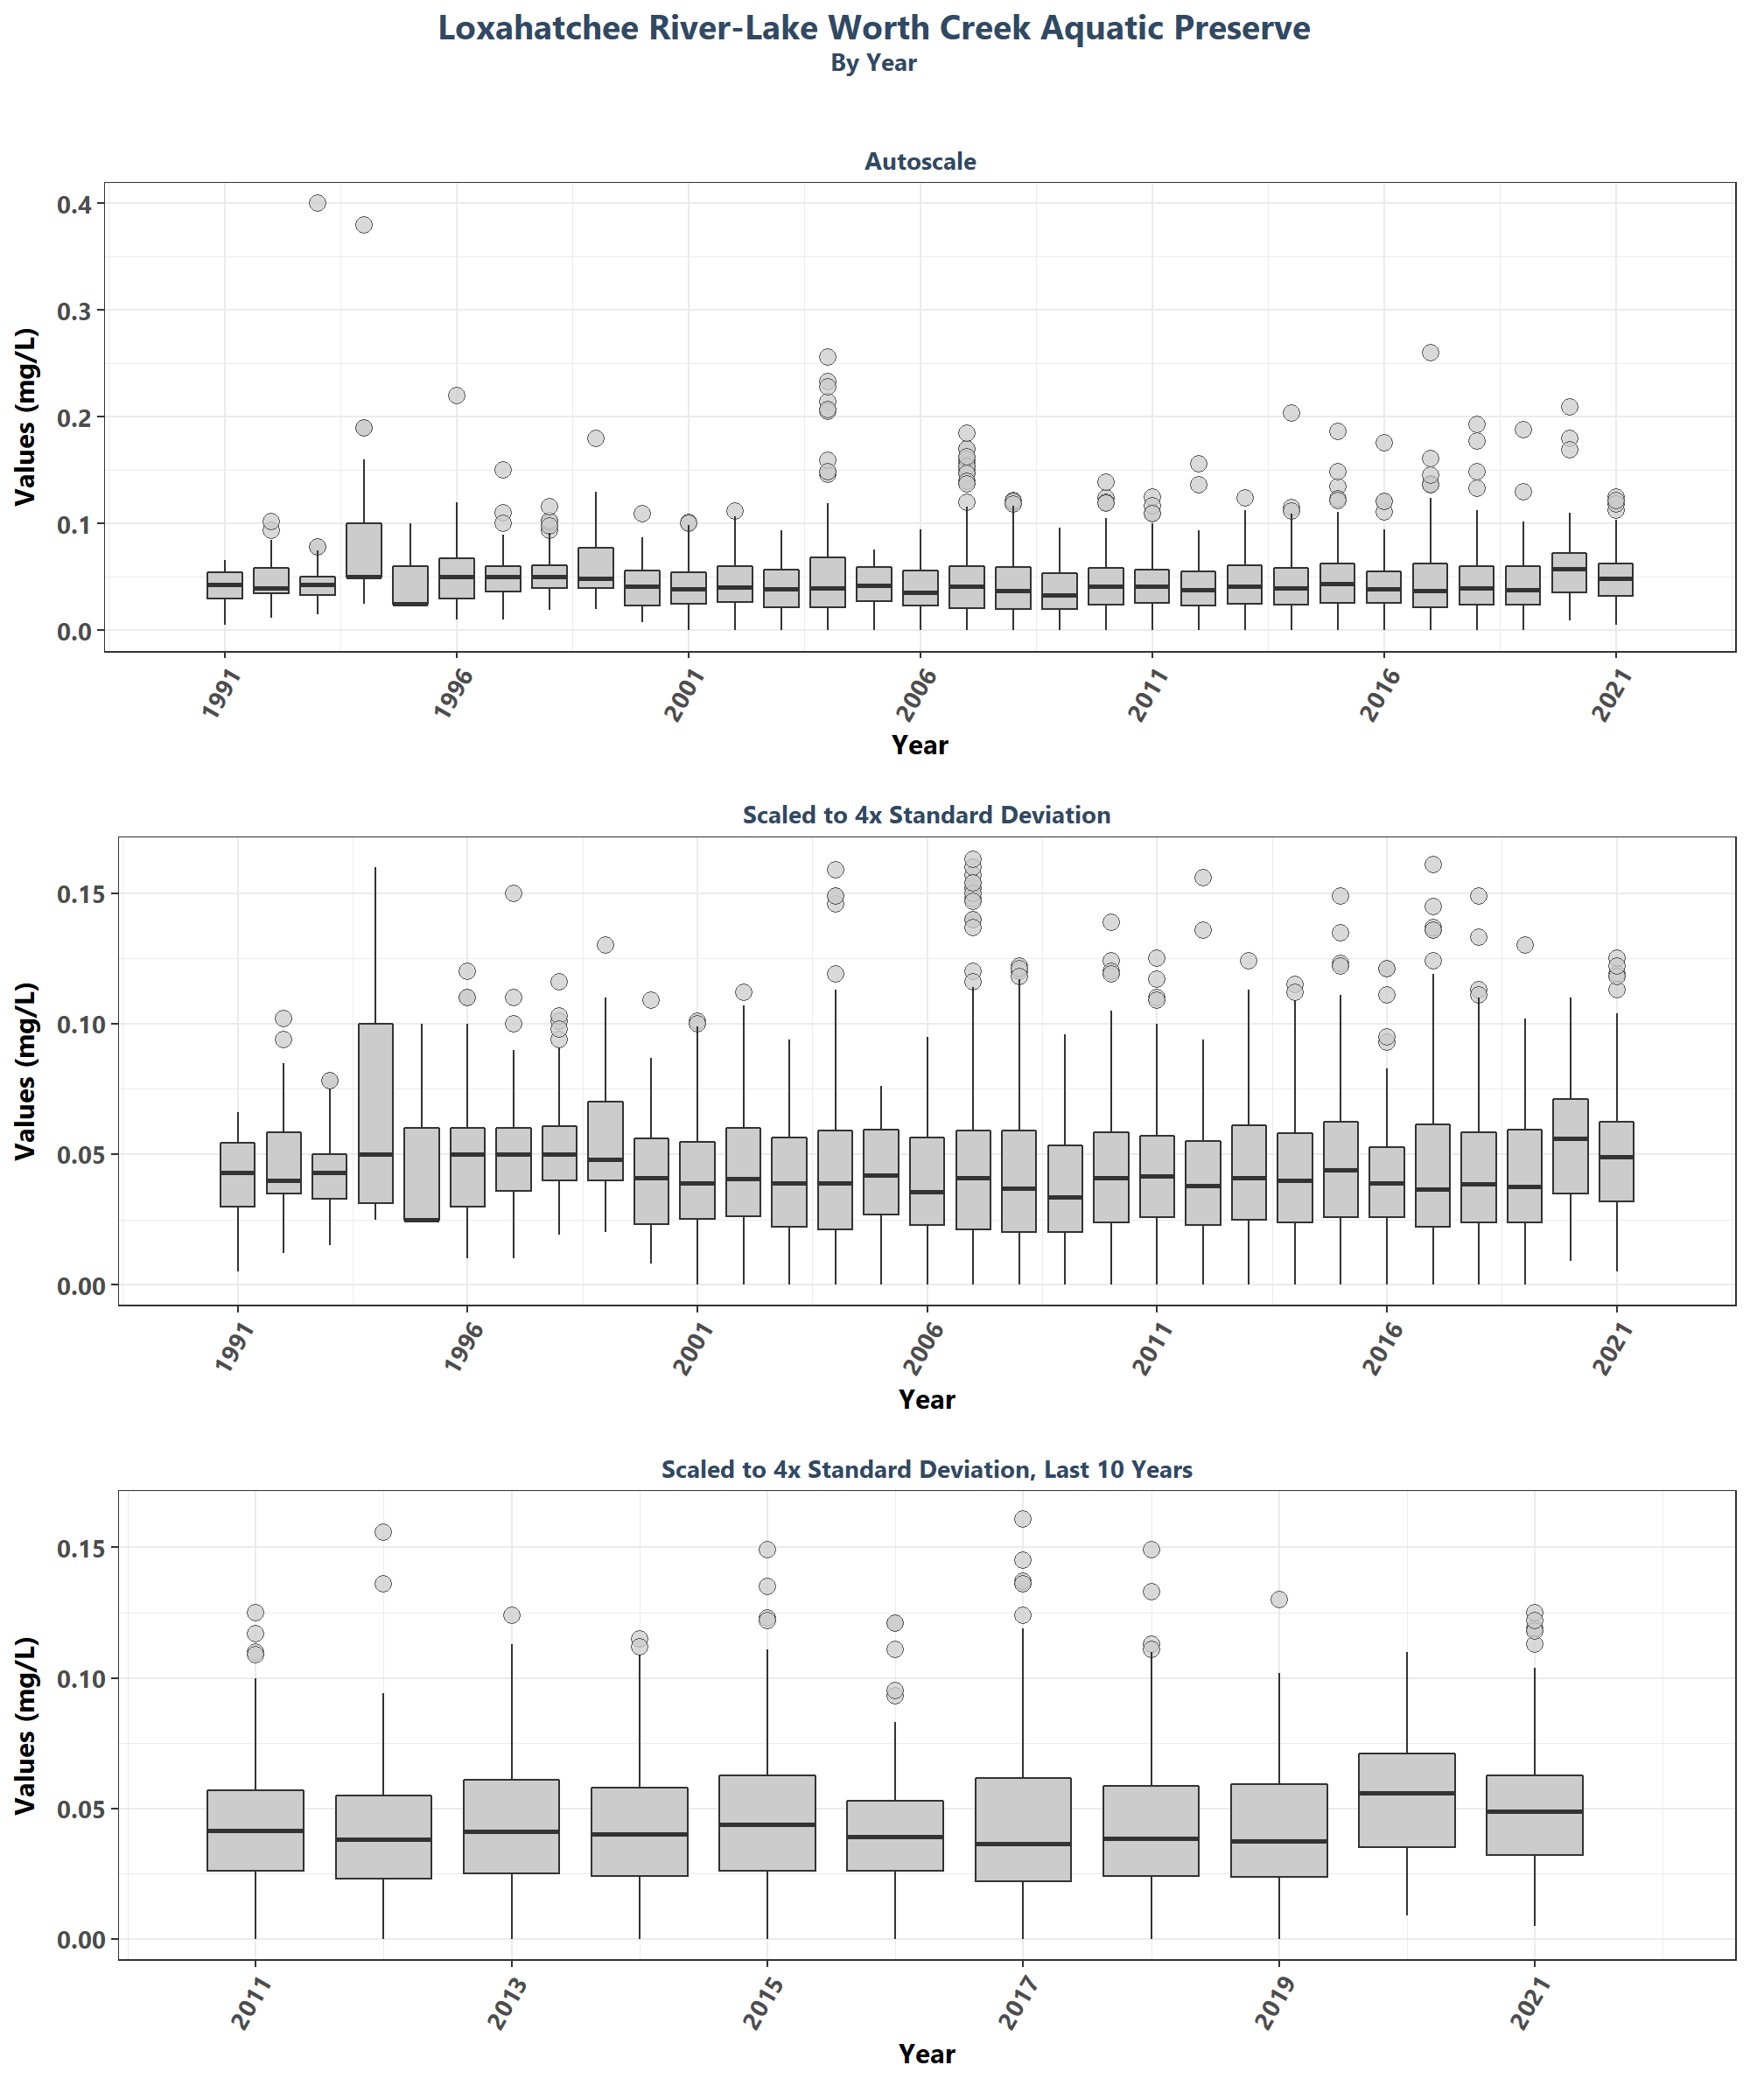 Loxahatchee River-Lake Worth Creek Aquatic Preserve
By Year
Autoscale
Values (mg/L)
0.4
0.3
0.2
0.1
0.0
1991 1996 2001 2006 2011 2016 2021
Year
Scaled to 4x Standard Deviation
Values (mg/L)
0.15
0.10
0.05
0.00
1991 1996 2001 2006 2011 2016 2021
Year
Scaled to 4x Standard Deviation, Last 10 Years
Values (mg/L)
0.15
0.10
0.05
0.00
2011 2013 2015 2017 2019 2021
Year